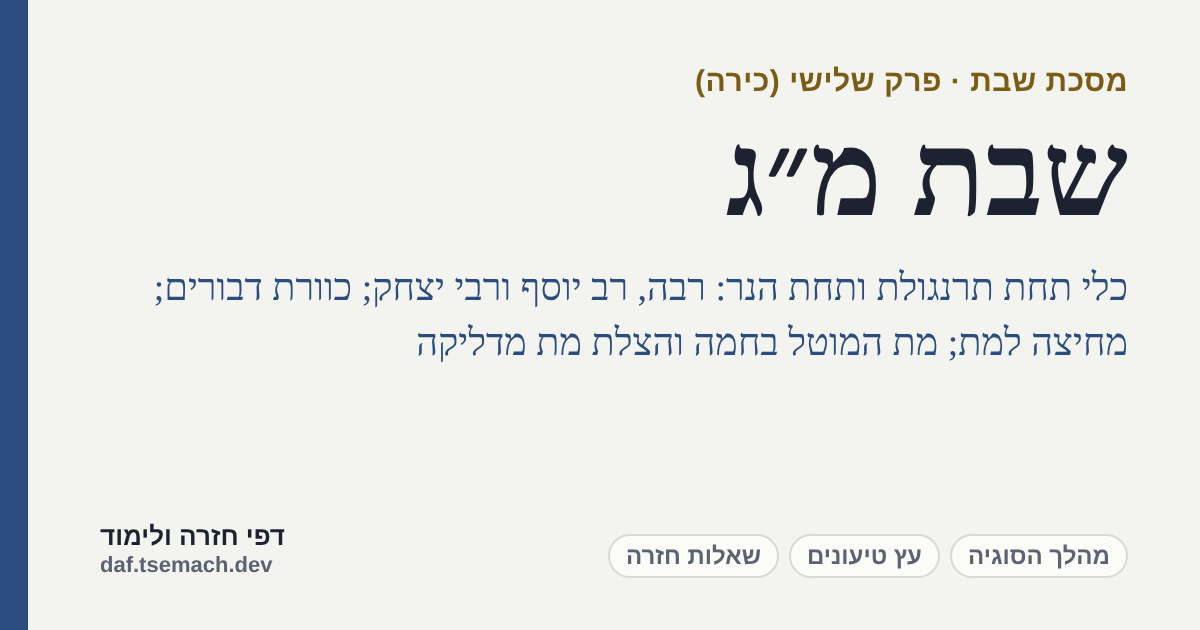 מסכת שבת · פרק שלישי (כירה)
שבת מ״ג
כלי תחת תרנגולת ותחת הנר: רבה, רב יוסף ורבי יצחק; כוורת דבורים;
מחיצה למת; מת המוטל בחמה והצלת מת מדליקה
מהלך הסוגיה
עץ טיעונים
שאלות חזרה
דפי חזרה ולימוד
daf.tsemach.dev